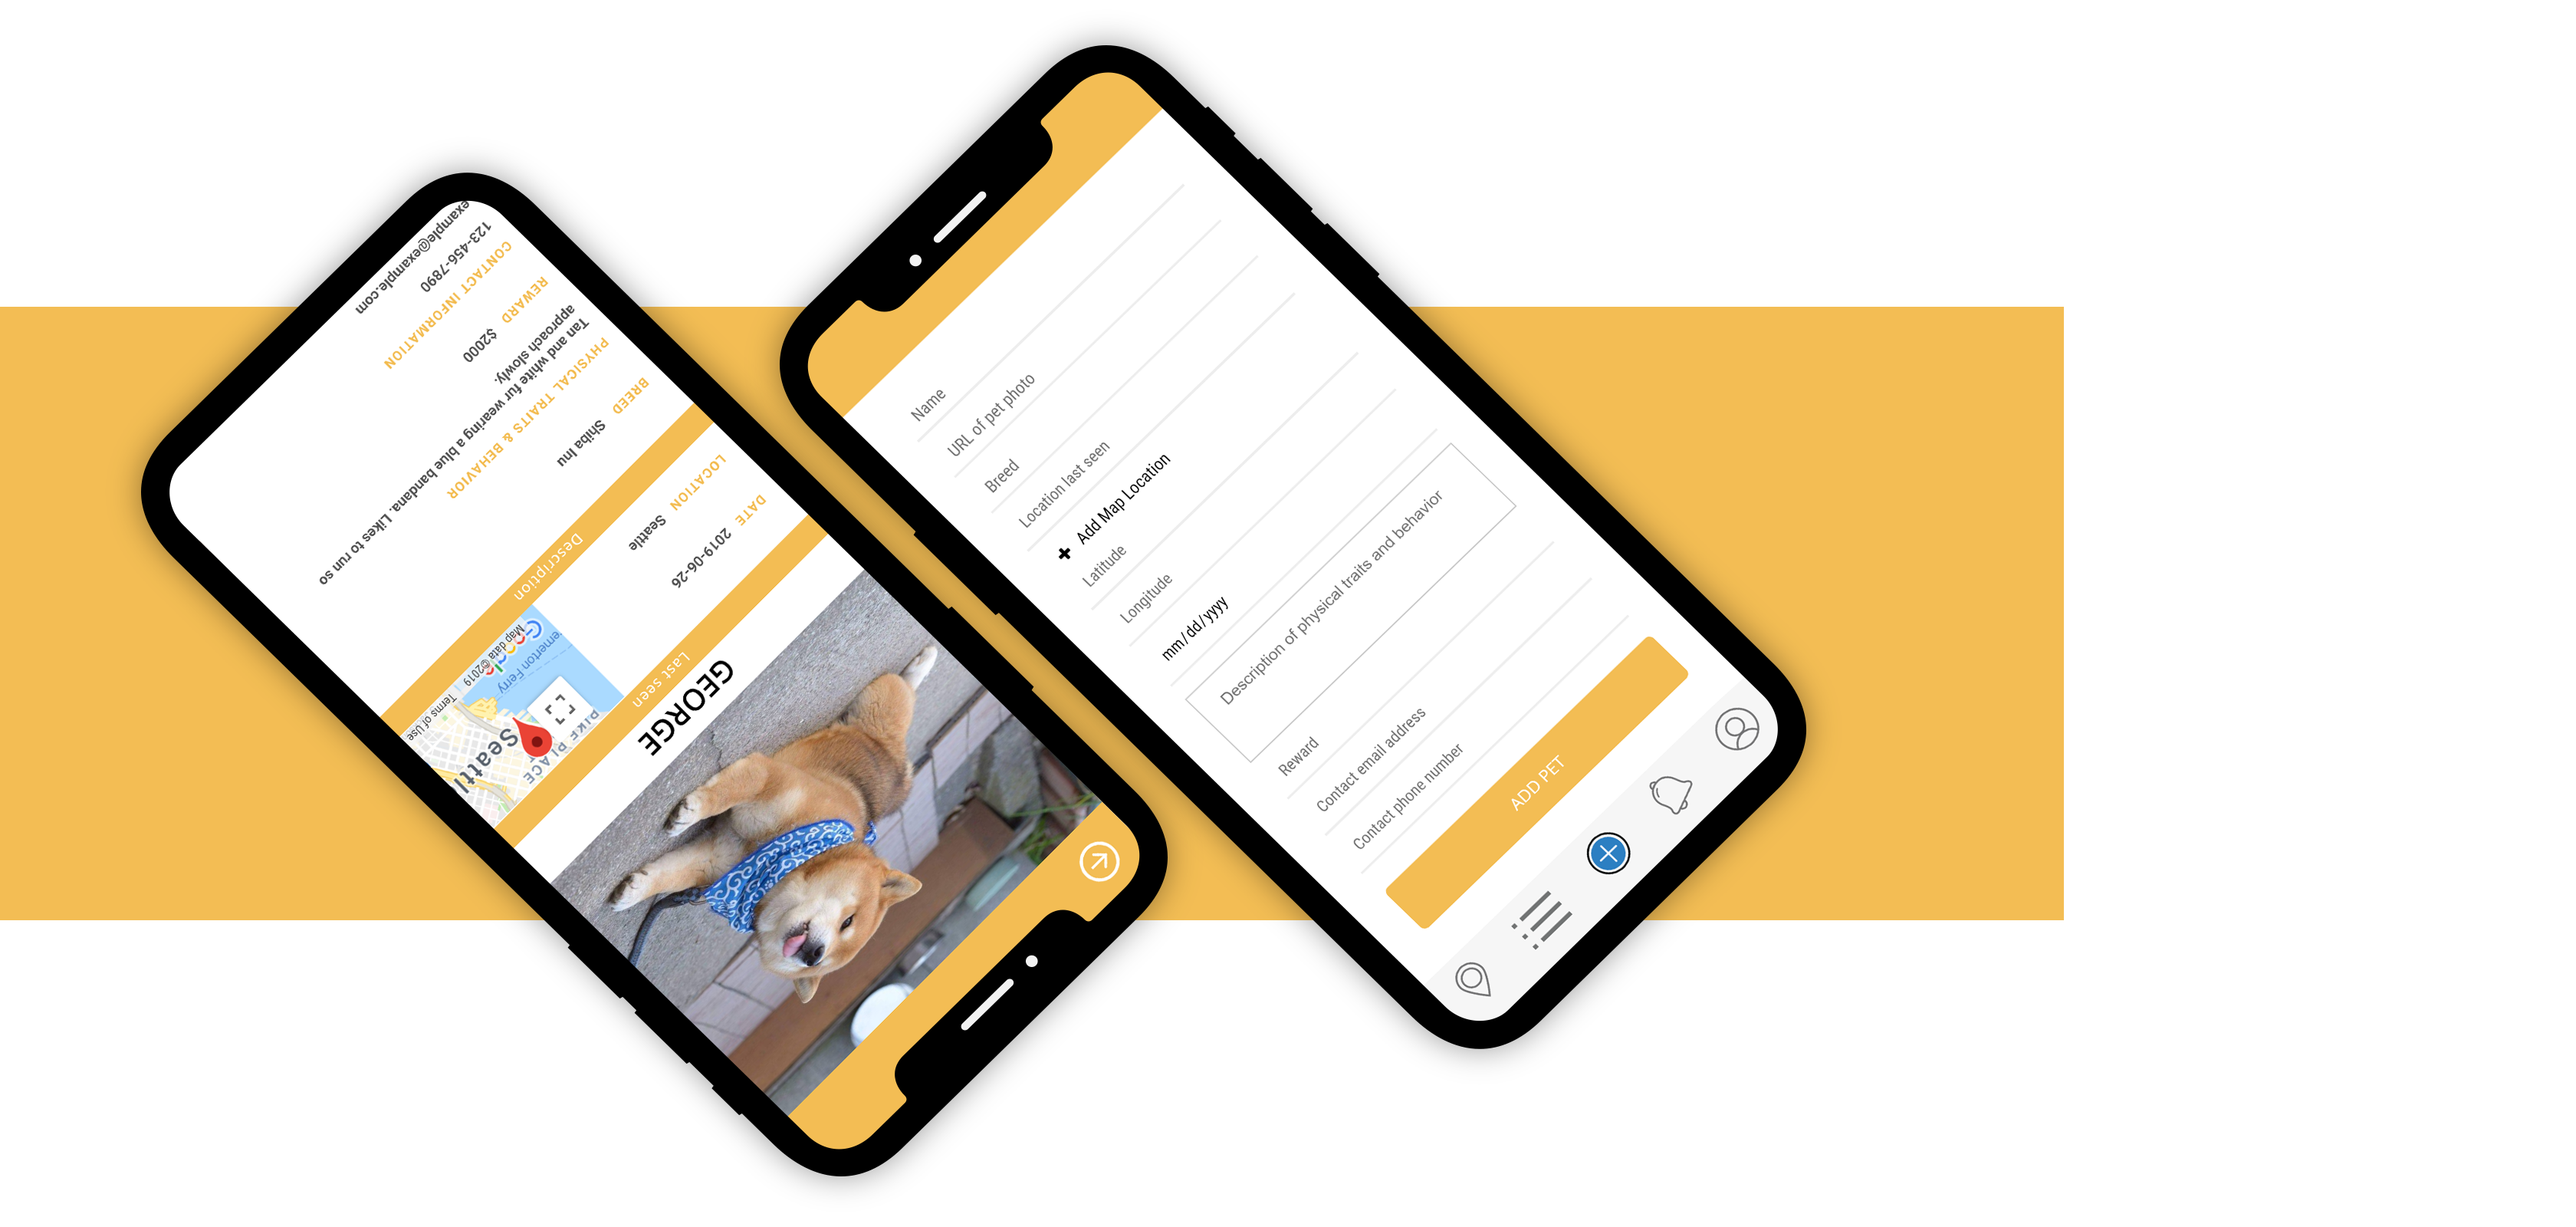 GEORGE
Last seen
DATE 2019-06-26
LOCATION Seattle
PIKE PLACE
Seattl
Google
Map data ©2019
Terms of Use
Description
BREED Shiba Inu
PHYSICAL TRAITS & BEHAVIOR
Tan and white fur wearing a blue bandana. Likes to run so
approach slowly.
REWARD $2000
CONTACT INFORMATION
123-456-7890
example@example.com
Name
URL of pet photo
Breed
Location last seen
Add Map Location
Latitude
Longitude
mm/dd/yyyy
Description of physical traits and behavior
Reward
Contact email address
Contact phone number
ADD PET